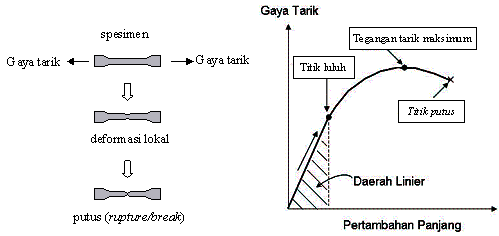 spesimen
Gaya tarik
Gaya tarik
deformasi lokal
putus (rupture/break)
Gaya Tarik
Tegangan tarik maksimum
Titik luluh
Titik putus
Daerah Linier
Pertambahan Panjang